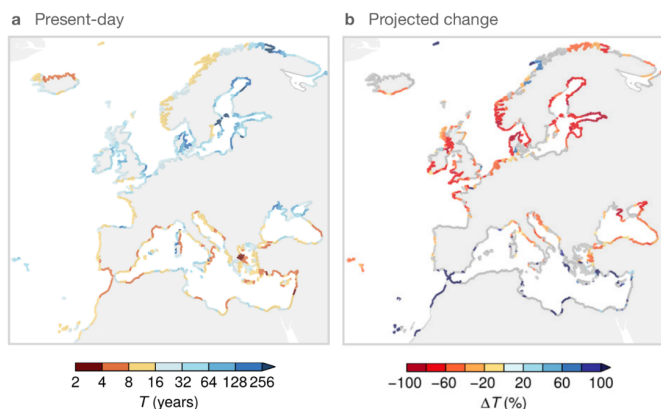 a Present-day
b Projected change
2 4 8 16 32 64 128 256
T (years)
-100 -60 -20 20 60 100
ΔT (%)